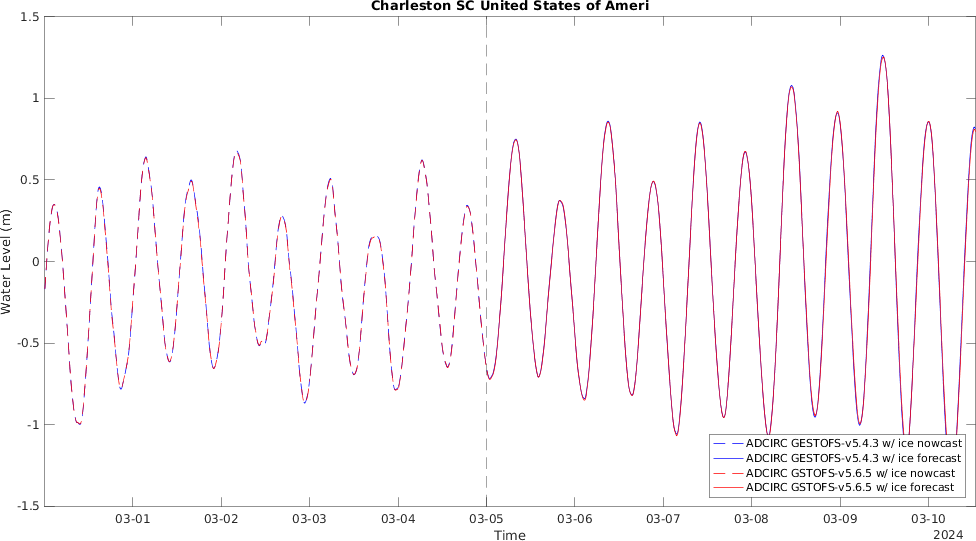 Charleston SC United States of Ameri
1.5
1
0.5
0
-0.5
-1
-1.5
Water Level (m)
03-01 03-02 03-03 03-04 03-05 03-06 03-07 03-08 03-09 03-10
Time
2024
ADCIRC GESTOFS-v5.4.3 w/ ice nowcast
ADCIRC GESTOFS-v5.4.3 w/ ice forecast
ADCIRC GSTOFS-v5.6.5 w/ ice nowcast
ADCIRC GSTOFS-v5.6.5 w/ ice forecast